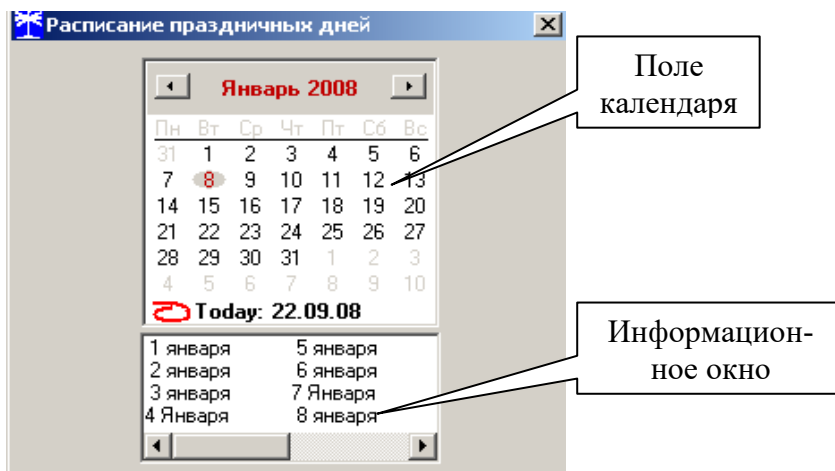 Расписание праздничных дней
Январь 2008
Пн Вт Ср Чт Пт Сб Вс
31 1 2 3 4 5 6
7 8 9 10 11 12 13
14 15 16 17 18 19 20
21 22 23 24 25 26 27
28 29 30 31 1 2 3
4 5 6 7 8 9 10
Today: 22.09.08
1 января 5 января
2 января 6 января
3 января 7 Января
4 Января 8 января
Поле
календаря
Информацион-
ное окно